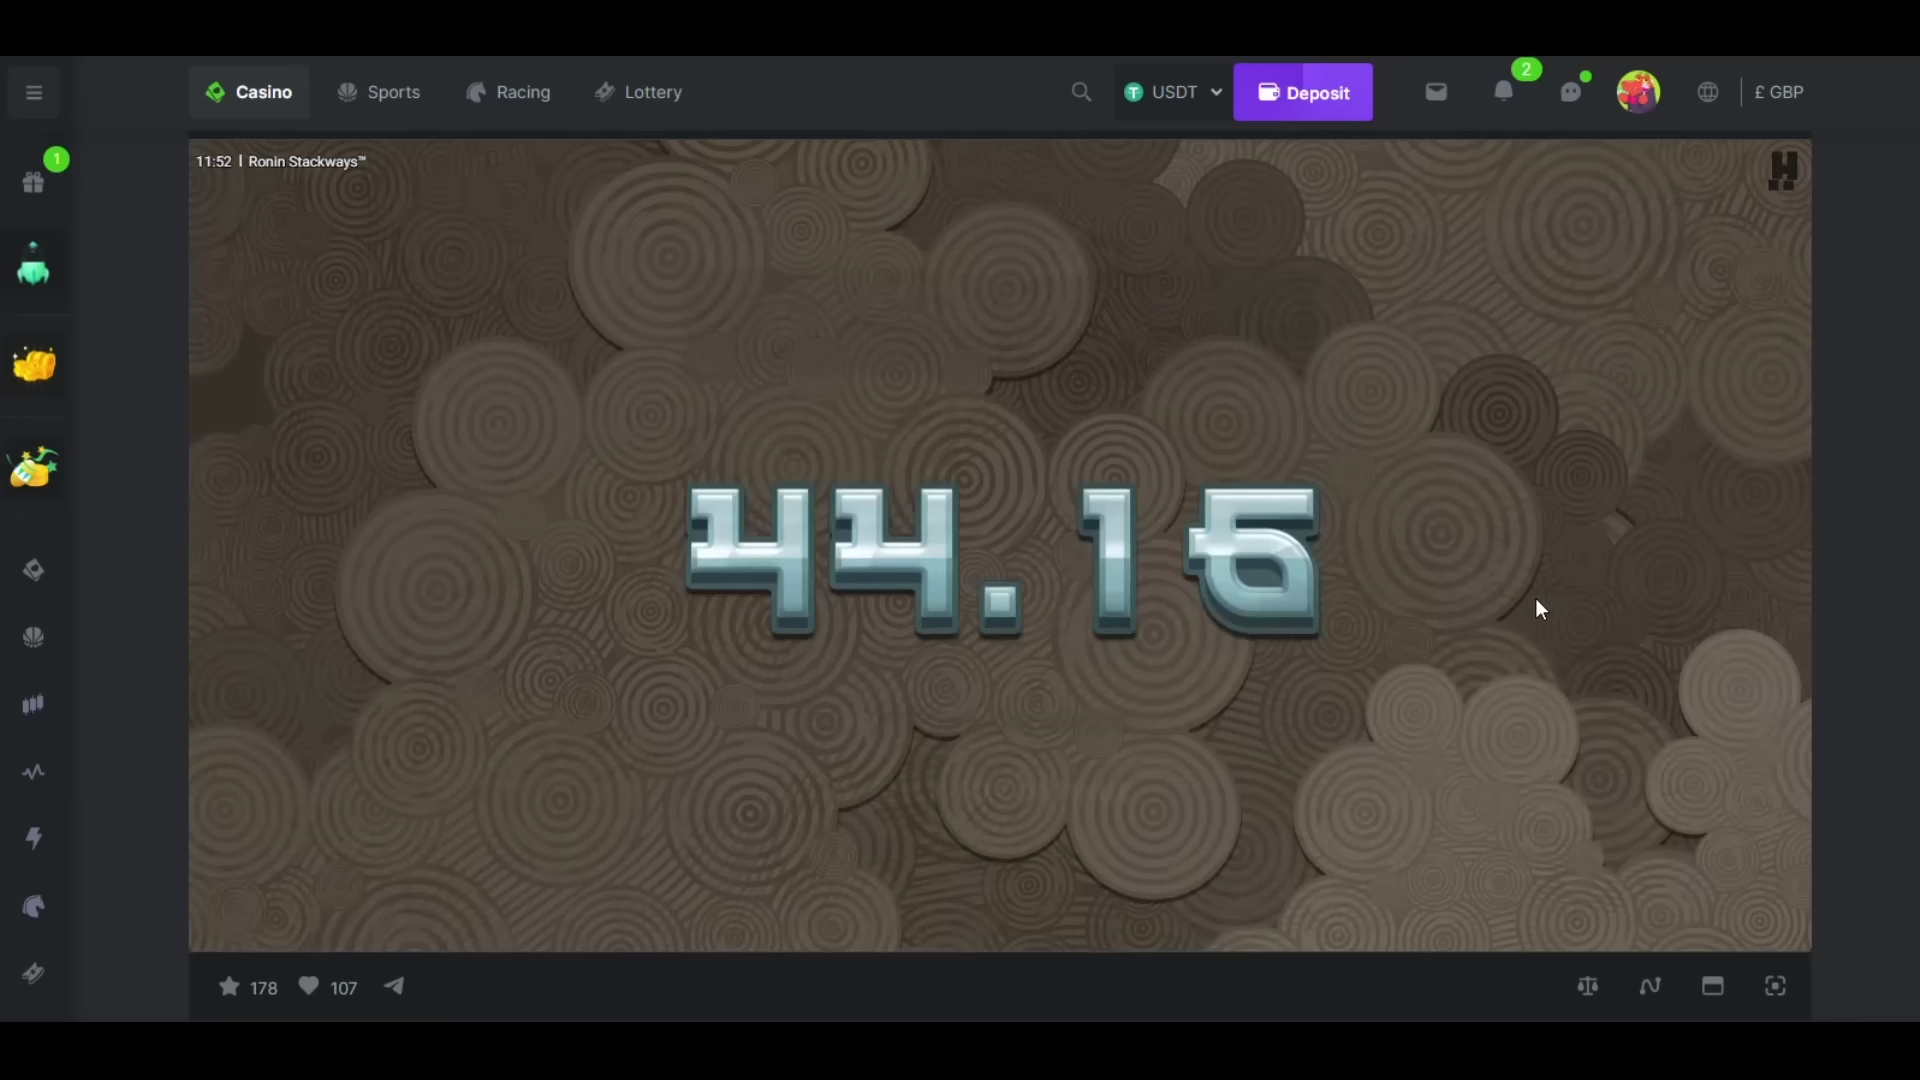 Casino
Sports
Racing
Lottery
USDT
Deposit
2
£ GBP
1
11:52 | Ronin Stackways™
44.16
178
107